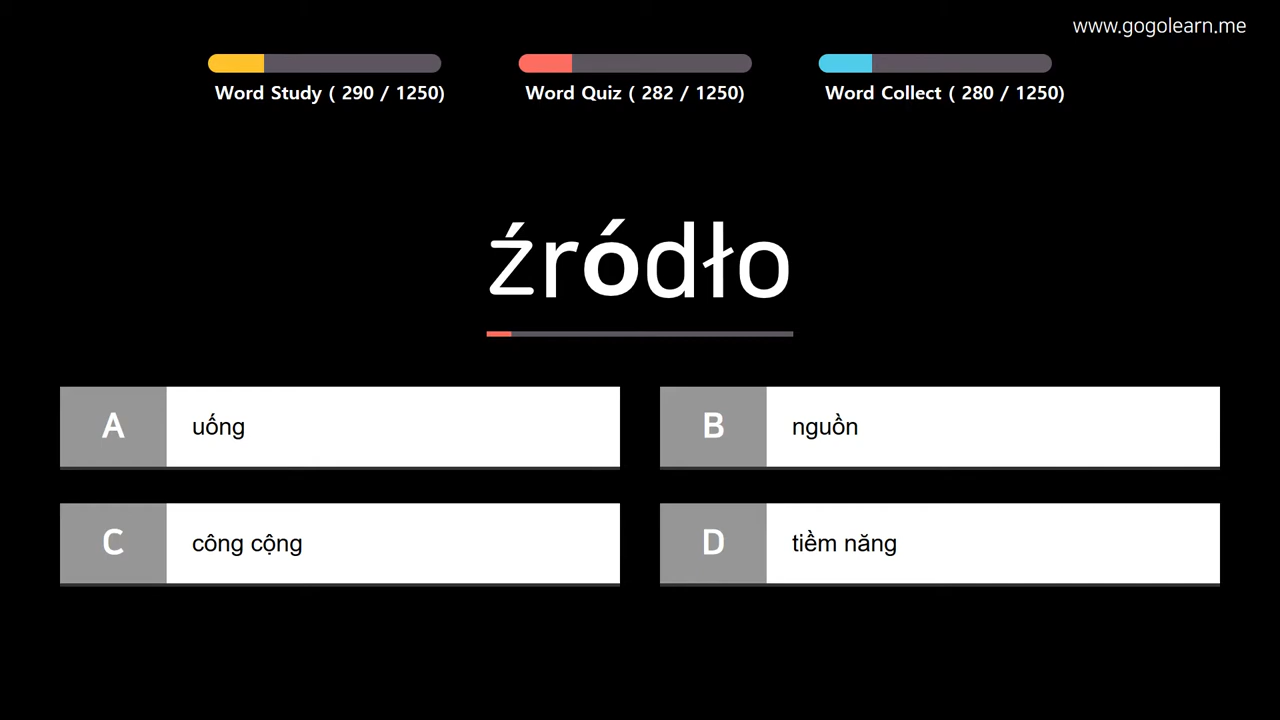 www.gogolearn.me
Word Study ( 290 / 1250)
Word Quiz ( 282 / 1250)
Word Collect ( 280 / 1250)
źródło
A uống
B nguồn
C công cộng
D tiềm năng